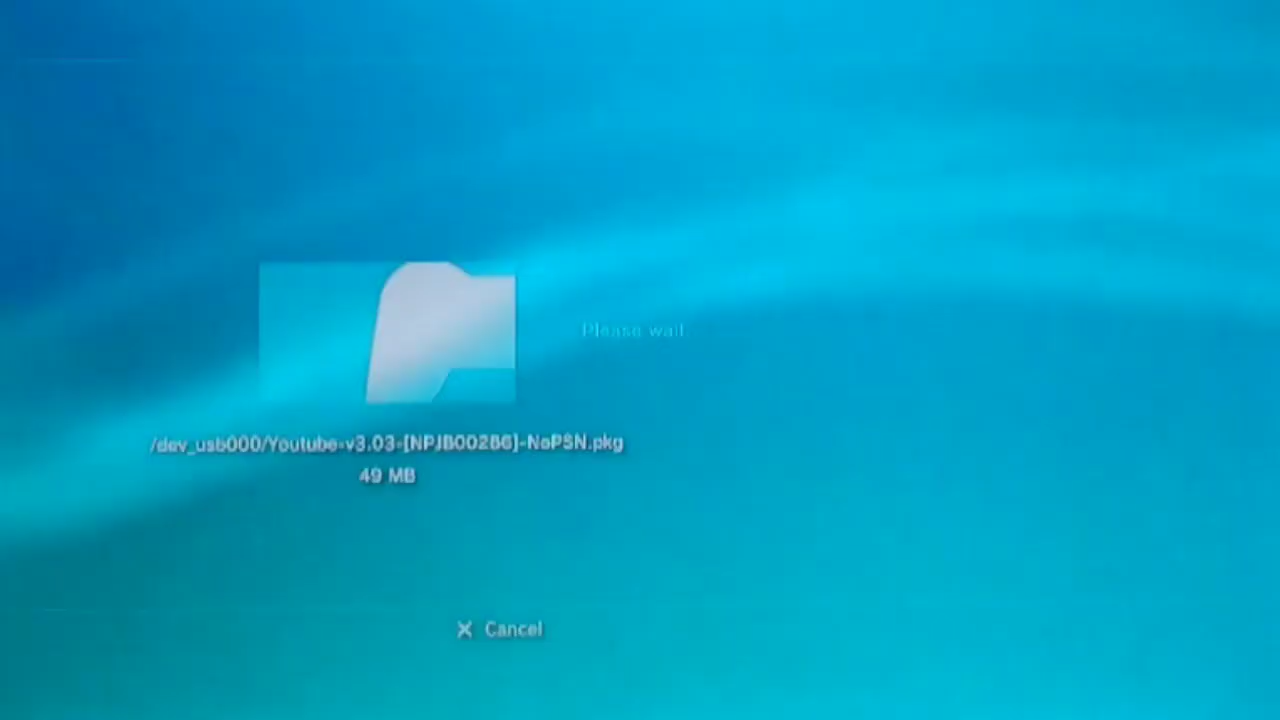 Please wait.
/dev_usb000/Youtube-v3.03-[NPJB00286]-NoPSN.pkg
49 MB
X Cancel